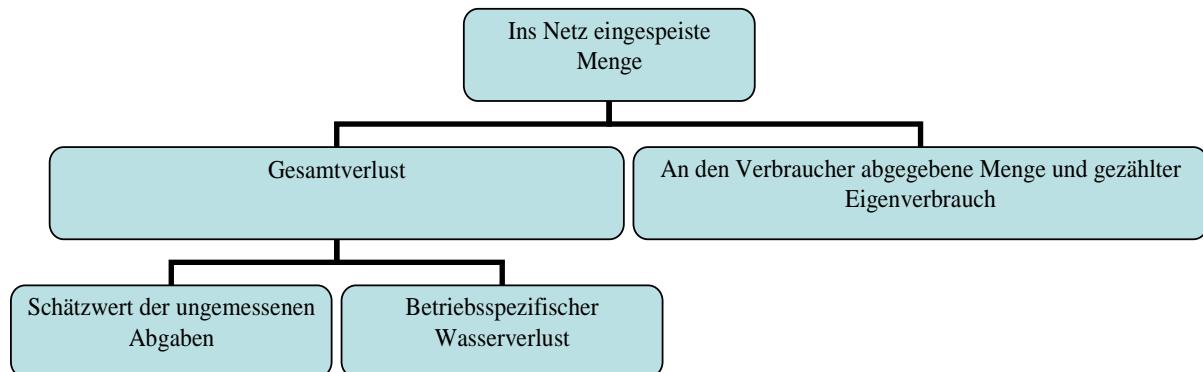 Ins Netz eingespeiste
Menge
Gesamtverlust
An den Verbraucher abgegebene Menge und gezählter
Eigenverbrauch
Schätzwert der ungemessenen
Abgaben
Betriebsspezifischer
Wasserverlust